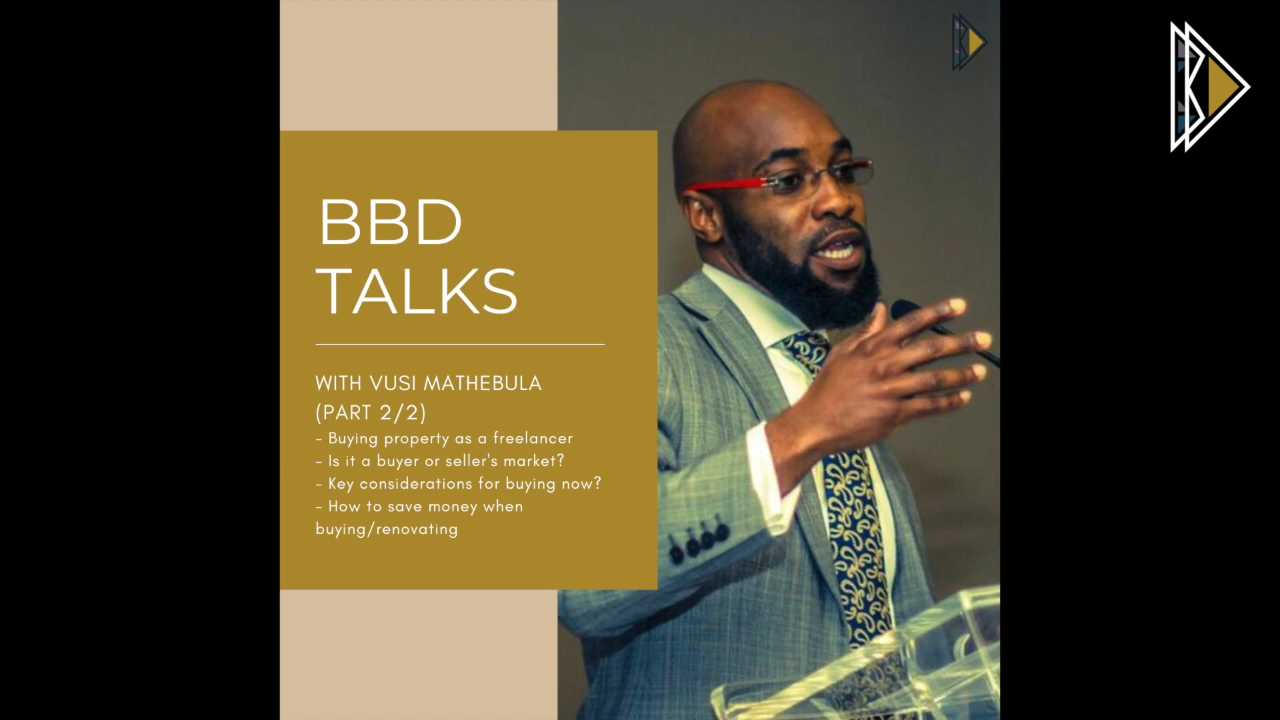 BBD
TALKS
WITH VUSI MATHEBULA
(PART 2/2)
- Buying property as a freelancer
- Is it a buyer or seller's market?
- Key considerations for buying now?
- How to save money when
buying/renovating